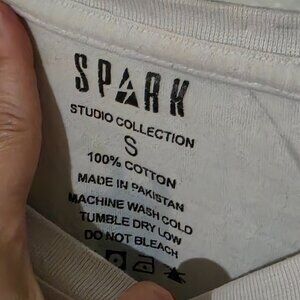 SPARK
STUDIO COLLECTION
S
100% COTTON
MADE IN PAKISTAN
MACHINE WASH COLD
TUMBLE DRY LOW
DO NOT BLEACH